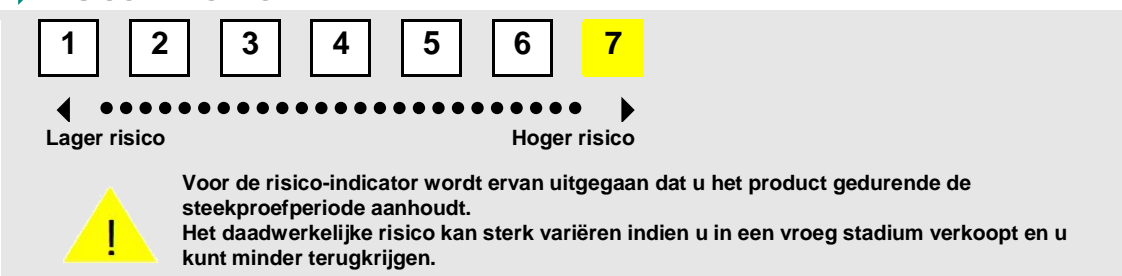 1 2 3 4 5 6 7
Lager risico Hoger risico
Voor de risico-indicator wordt ervan uitgegaan dat u het product gedurende de
steekproefperiode aanhoudt.
!
Het daadwerkelijke risico kan sterk variëren indien u in een vroeg stadium verkoopt en u
kunt minder terugkrijgen.